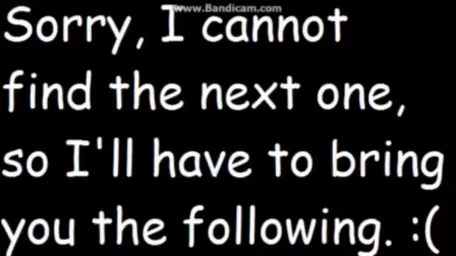 www.Bandicam.com
Sorry, I cannot
find the next one,
so I'll have to bring
you the following. :(